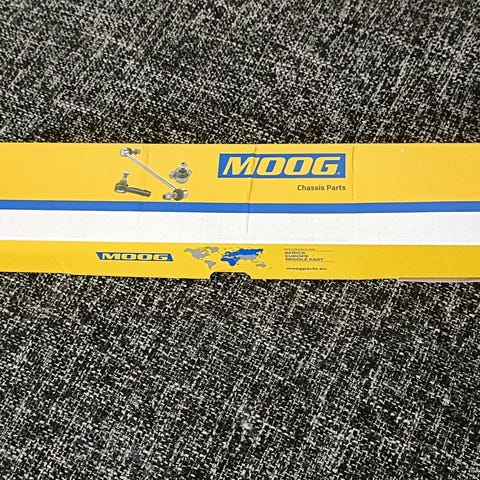 MOOG
Chassis Parts
MOOG
AFRICA
EUROPE
MIDDLE EAST
moogparts.eu